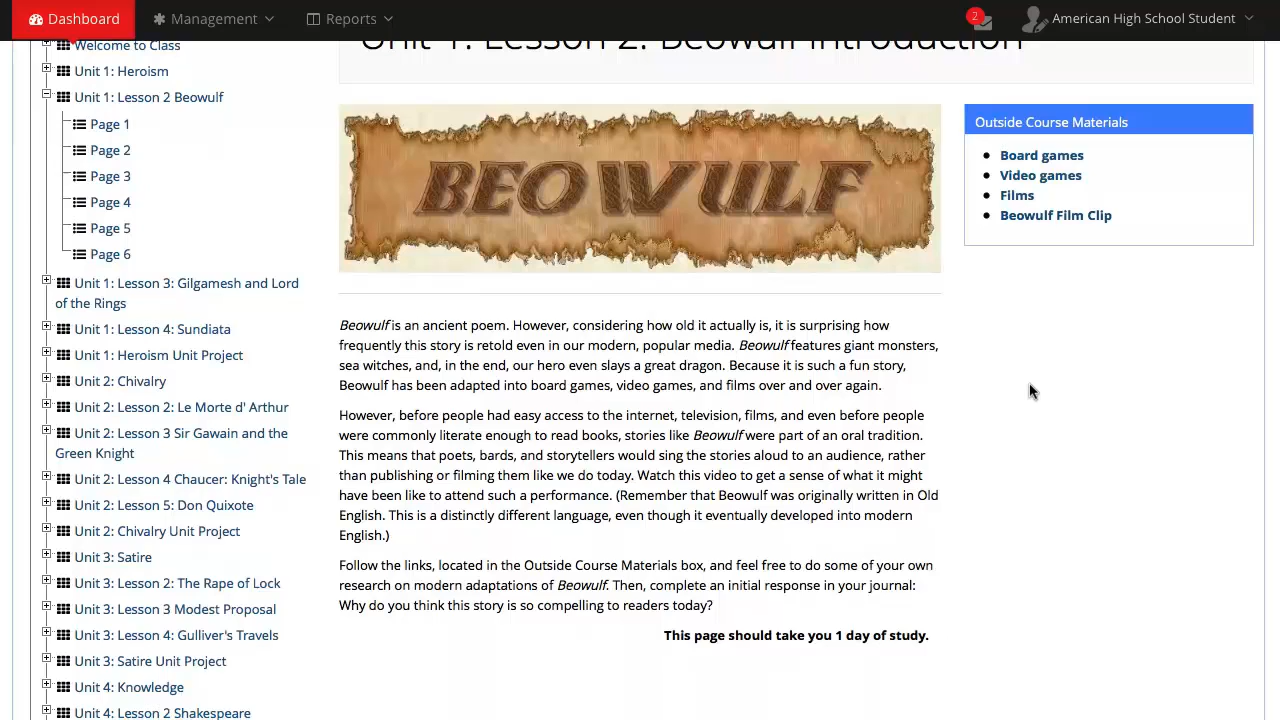 Dashboard
Management
Reports
2
American High School Student
Unit 1: Lesson 2: Beowulf Introduction
Welcome to Class
Unit 1: Heroism
Unit 1: Lesson 2 Beowulf
Page 1
Page 2
Page 3
Page 4
Page 5
Page 6
Unit 1: Lesson 3: Gilgamesh and Lord
of the Rings
Unit 1: Lesson 4: Sundiata
Unit 1: Heroism Unit Project
Unit 2: Chivalry
Unit 2: Lesson 2: Le Morte d' Arthur
Unit 2: Lesson 3 Sir Gawain and the
Green Knight
Unit 2: Lesson 4 Chaucer: Knight's Tale
Unit 2: Lesson 5: Don Quixote
Unit 2: Chivalry Unit Project
Unit 3: Satire
Unit 3: Lesson 2: The Rape of Lock
Unit 3: Lesson 3 Modest Proposal
Unit 3: Lesson 4: Gulliver's Travels
Unit 3: Satire Unit Project
Unit 4: Knowledge
Unit 4: Lesson 2 Shakespeare
BEOWULF
Beowulf is an ancient poem. However, considering how old it actually is, it is surprising how
frequently this story is retold even in our modern, popular media. Beowulf features giant monsters,
sea witches, and, in the end, our hero even slays a great dragon. Because it is such a fun story,
Beowulf has been adapted into board games, video games, and films over and over again.
However, before people had easy access to the internet, television, films, and even before people
were commonly literate enough to read books, stories like Beowulf were part of an oral tradition.
This means that poets, bards, and storytellers would sing the stories aloud to an audience, rather
than publishing or filming them like we do today. Watch this video to get a sense of what it might
have been like to attend such a performance. (Remember that Beowulf was originally written in Old
English. This is a distinctly different language, even though it eventually developed into modern
English.)
Follow the links, located in the Outside Course Materials box, and feel free to do some of your own
research on modern adaptations of Beowulf. Then, complete an initial response in your journal:
Why do you think this story is so compelling to readers today?
This page should take you 1 day of study.
Outside Course Materials
Board games
Video games
Films
Beowulf Film Clip